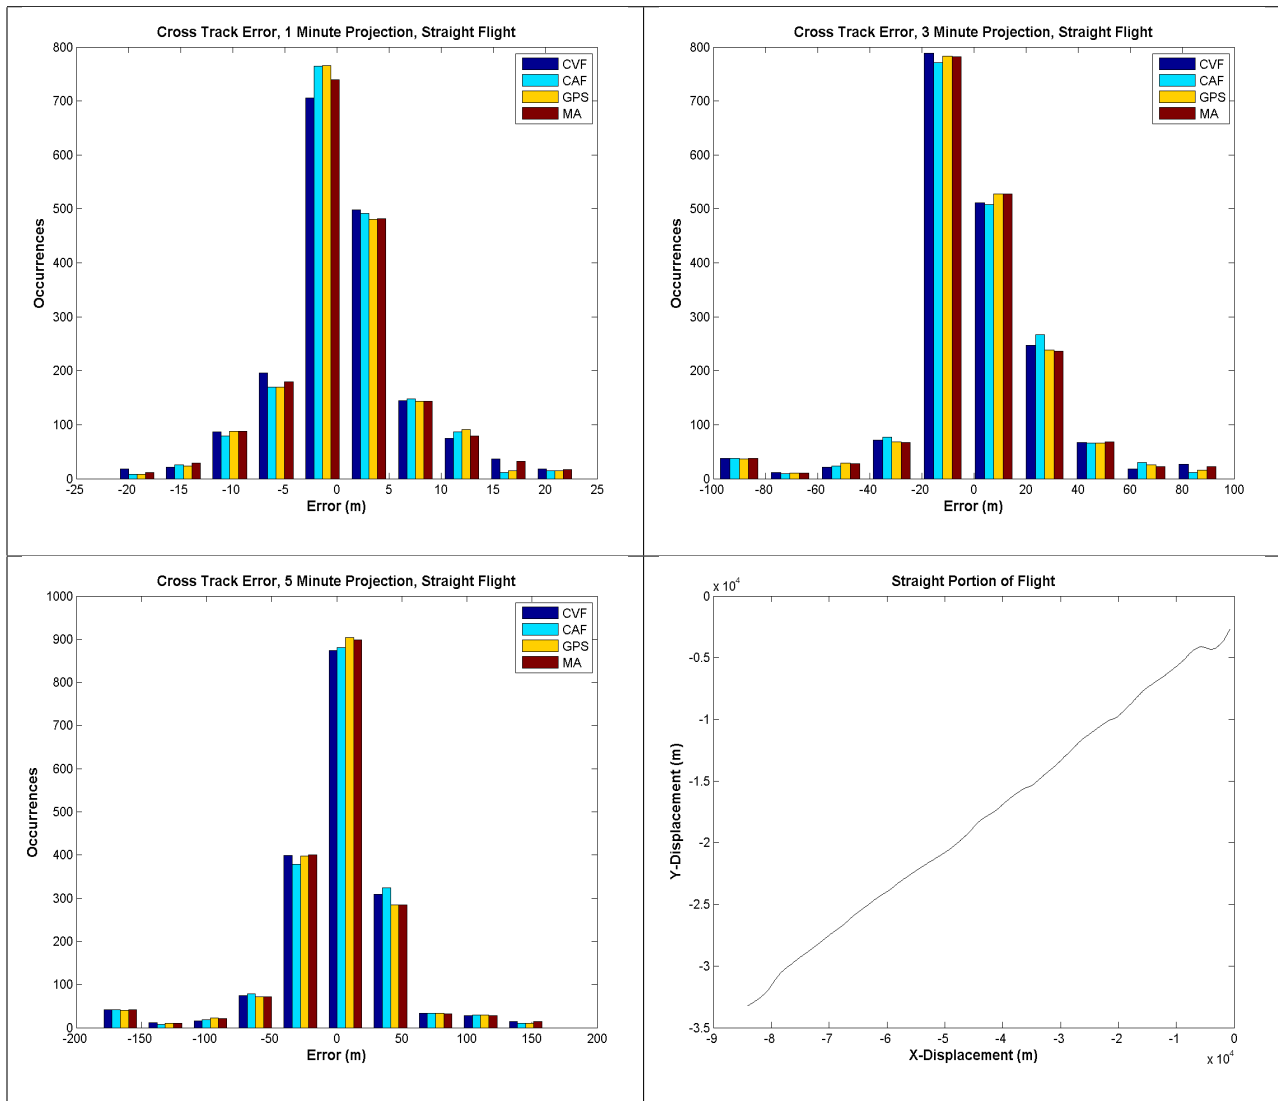 Cross Track Error, 1 Minute Projection, Straight Flight
800
700
600
500
400
300
200
100
0
Occurrences
-25 -20 -15 -10 -5 0 5 10 15 20 25
Error (m)
CVF
CAF
GPS
MA
Cross Track Error, 3 Minute Projection, Straight Flight
800
700
600
500
400
300
200
100
0
Occurrences
-100 -80 -60 -40 -20 0 20 40 60 80 100
Error (m)
CVF
CAF
GPS
MA
Cross Track Error, 5 Minute Projection, Straight Flight
1000
900
800
700
600
500
400
300
200
100
0
Occurrences
-200 -150 -100 -50 0 50 100 150 200
Error (m)
CVF
CAF
GPS
MA
Straight Portion of Flight
x 10^4
0
-0.5
-1
-1.5
-2
-2.5
-3
-3.5
Y-Displacement (m)
-9 -8 -7 -6 -5 -4 -3 -2 -1 0
X-Displacement (m)
x 10^4